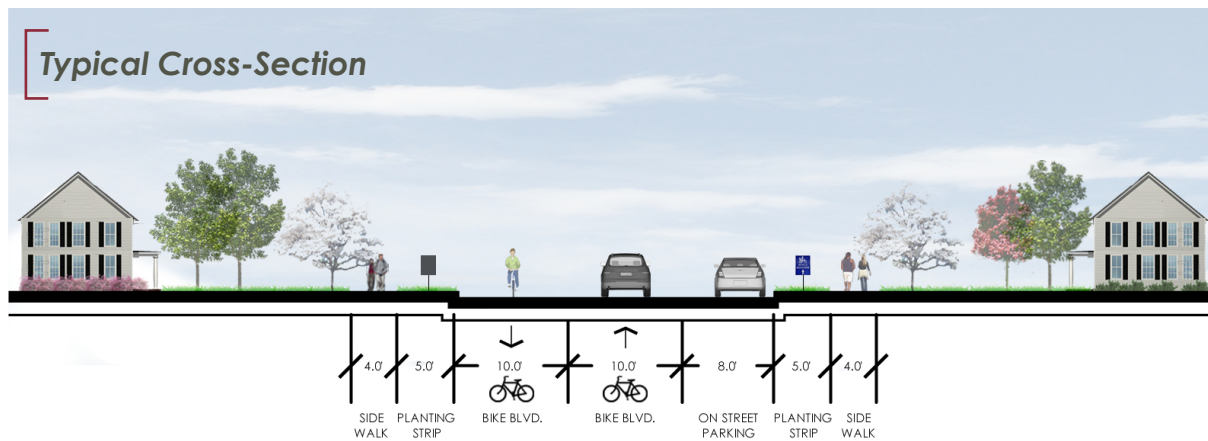 Typical Cross-Section
4.0'
5.0'
10.0'
10.0'
8.0'
5.0'
4.0'
SIDE
WALK
PLANTING
STRIP
BIKE BLVD.
BIKE BLVD.
ON STREET
PARKING
PLANTING
STRIP
SIDE
WALK